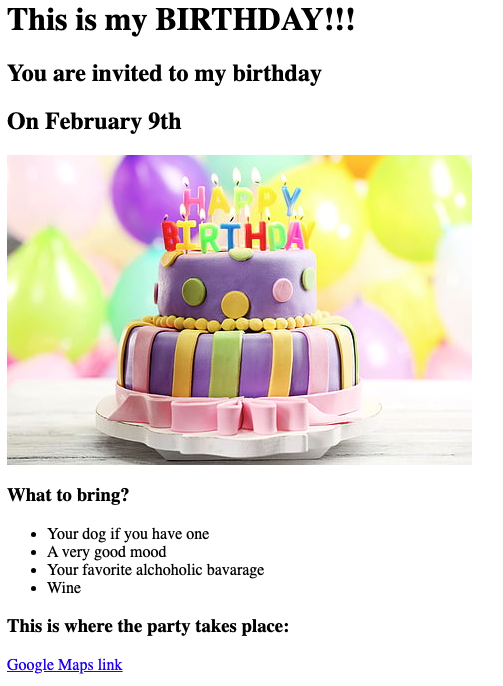 This is my BIRTHDAY!!!
You are invited to my birthday
On February 9th
HAPPY
BIRTHDAY
What to bring?
Your dog if you have one
A very good mood
Your favorite alchoholic bavarage
Wine
This is where the party takes place:
Google Maps link